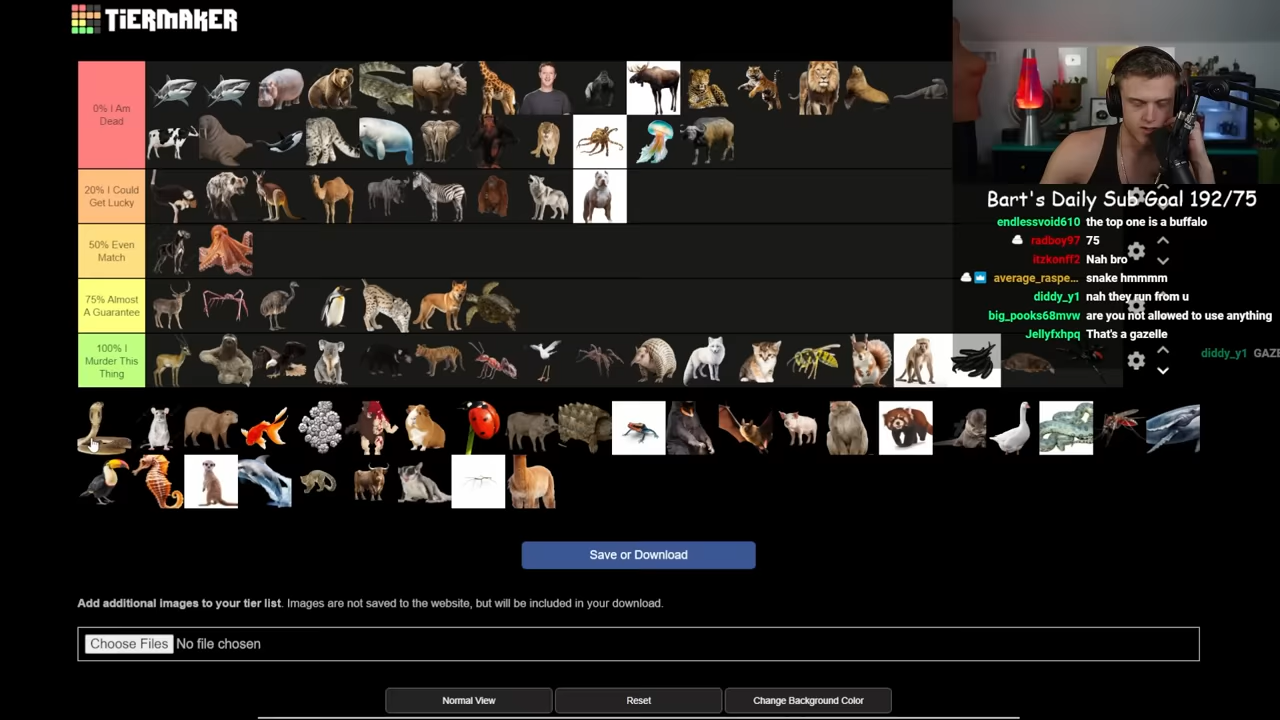 TiERMAKER
0% I Am
Dead
20% I Could
Get Lucky
50% Even
Match
75% Almost
A Guarantee
100% I
Murder This
Thing
Bart's Daily Sub Goal 192/75
endlessvoid610 the top one is a buffalo
radboy97 75
itzkonff2 Nah bro
average_raspe... snake hmmmm
diddy_y1 nah they run from u
big_pooks68mvw are you not allowed to use anything
Jellyfxhpq That's a gazelle
diddy_y1 GAZE
Save or Download
Add additional images to your tier list. Images are not saved to the website, but will be included in your download.
Choose Files No file chosen
Normal View
Reset
Change Background Color